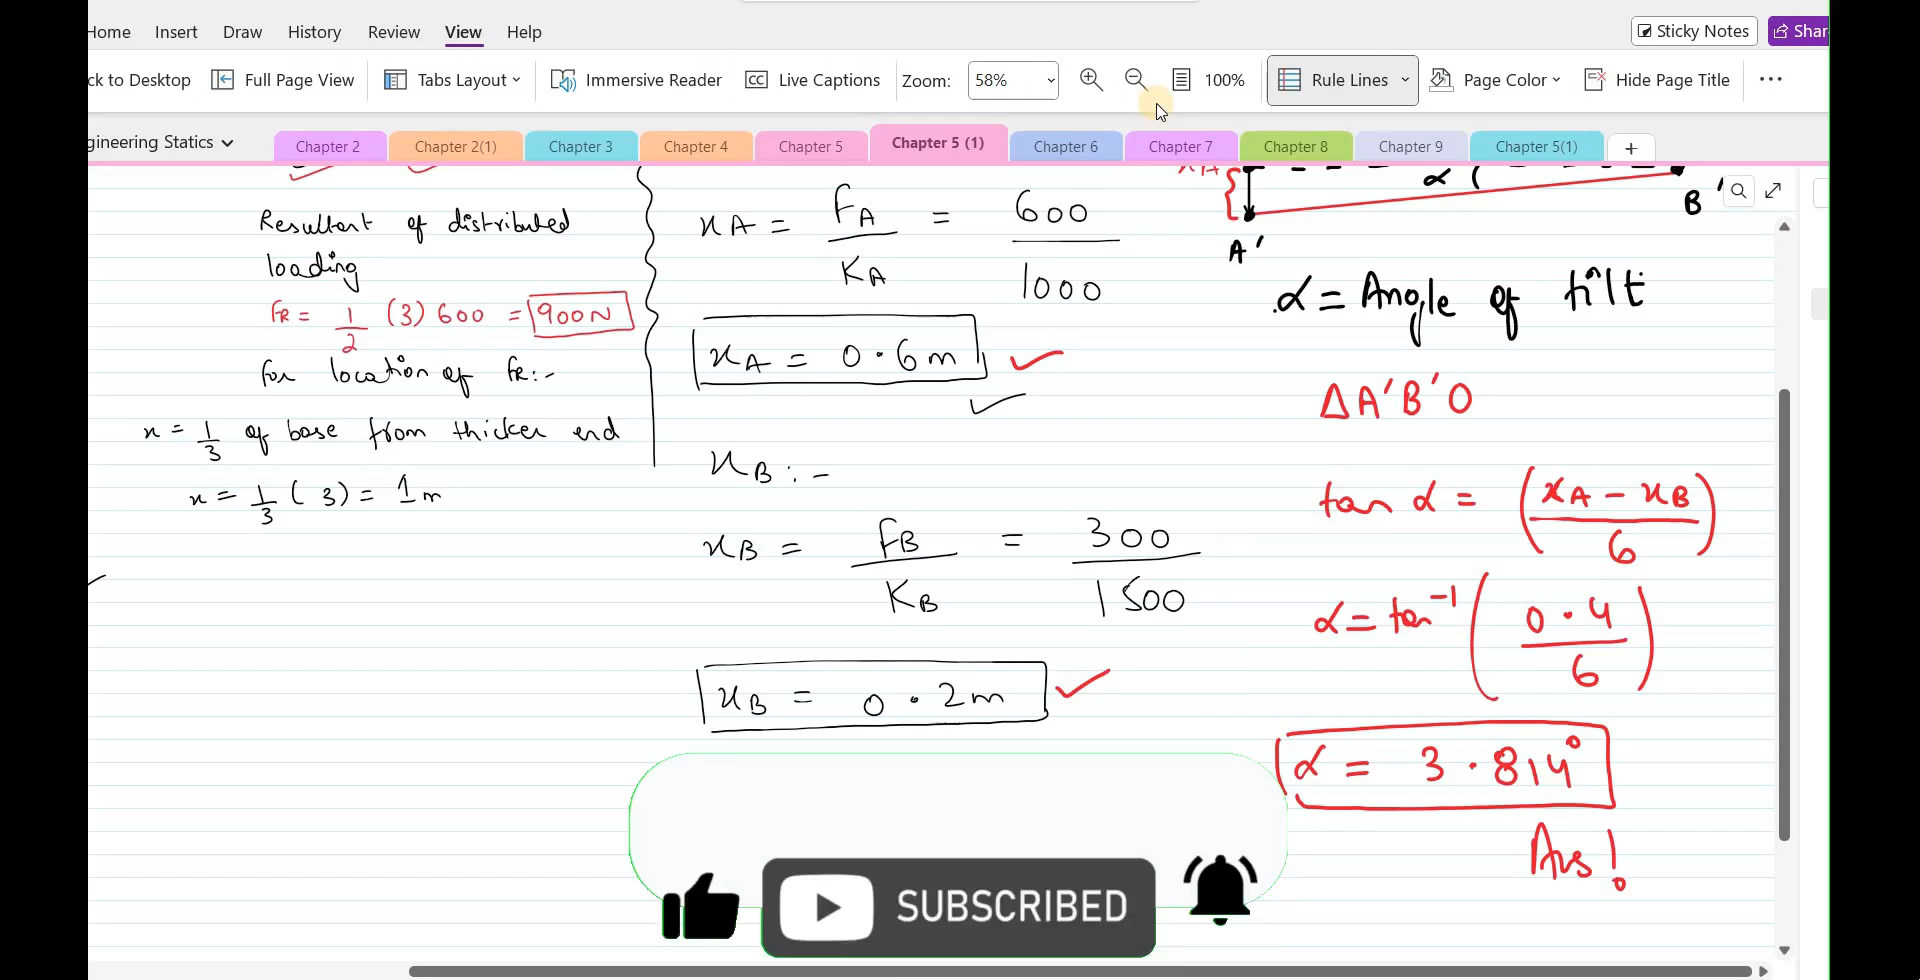 Home Insert Draw History Review View Help Sticky Notes Shar
ck to Desktop Full Page View Tabs Layout Immersive Reader CC Live Captions Zoom: 58% 100% Rule Lines Page Color Hide Page Title
gineering Statics Chapter 2 Chapter 2(1) Chapter 3 Chapter 4 Chapter 5 Chapter 5 (1) Chapter 6 Chapter 7 Chapter 8 Chapter 9 Chapter 5(1)
Resultant of distributed
loading
FR = 1/2 (3) 600 = 900N
for location of FR:-
x = 1/3 of base from thicker end
x = 1/3 (3) = 1m
xA = FA/KA = 600/1000
xA = 0.6m
xB:-
xB = FB/KB = 300/1500
xB = 0.2m
xA
α
B'
A'
α = Angle of tilt
ΔA'B'O
tan α = (xA - xB / 6)
α = tan⁻¹ (0.4/6)
α = 3.814°
Ans!
SUBSCRIBED